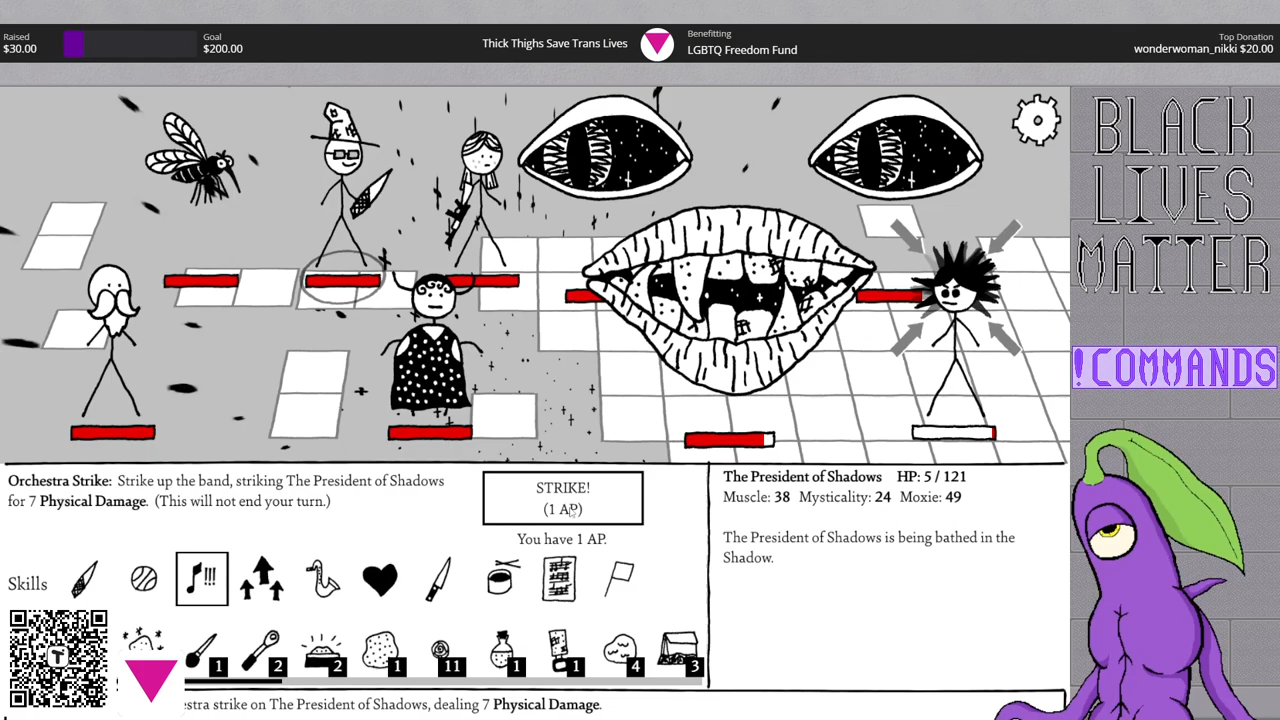 Raised
$30.00
Goal
$200.00
Thick Thighs Save Trans Lives
Benefitting
LGBTQ Freedom Fund
Top Donation
wonderwoman_nikki $20.00
BLACK
LIVES
MATTER
!COMMANDS
Orchestra Strike: Strike up the band, striking The President of Shadows
for 7 Physical Damage. (This will not end your turn.)
STRIKE!
(1 AP)
You have 1 AP.
The President of Shadows HP: 5 / 121
Muscle: 38 Mysticality: 24 Moxie: 49
The President of Shadows is being bathed in the
Shadow.
Skills
1 2 2 1 11 1 1 4 3
strike on The President of Shadows, dealing 7 Physical Damage.